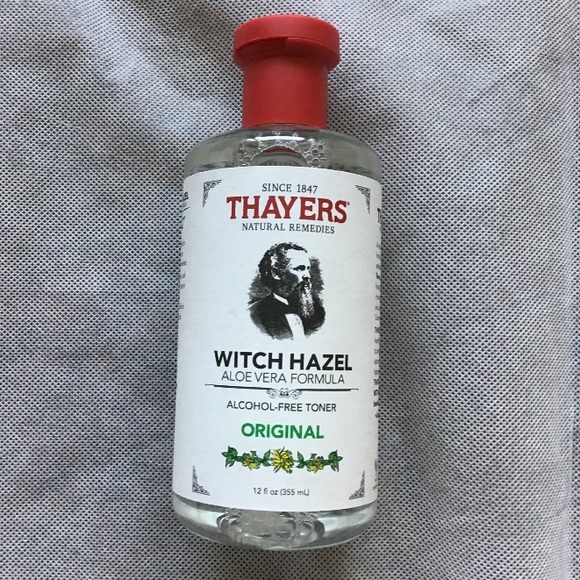 SINCE 1847
THAYERS®
NATURAL REMEDIES
WITCH HAZEL
ALOE VERA FORMULA
ALCOHOL-FREE TONER
ORIGINAL
12 fl oz (355 mL)